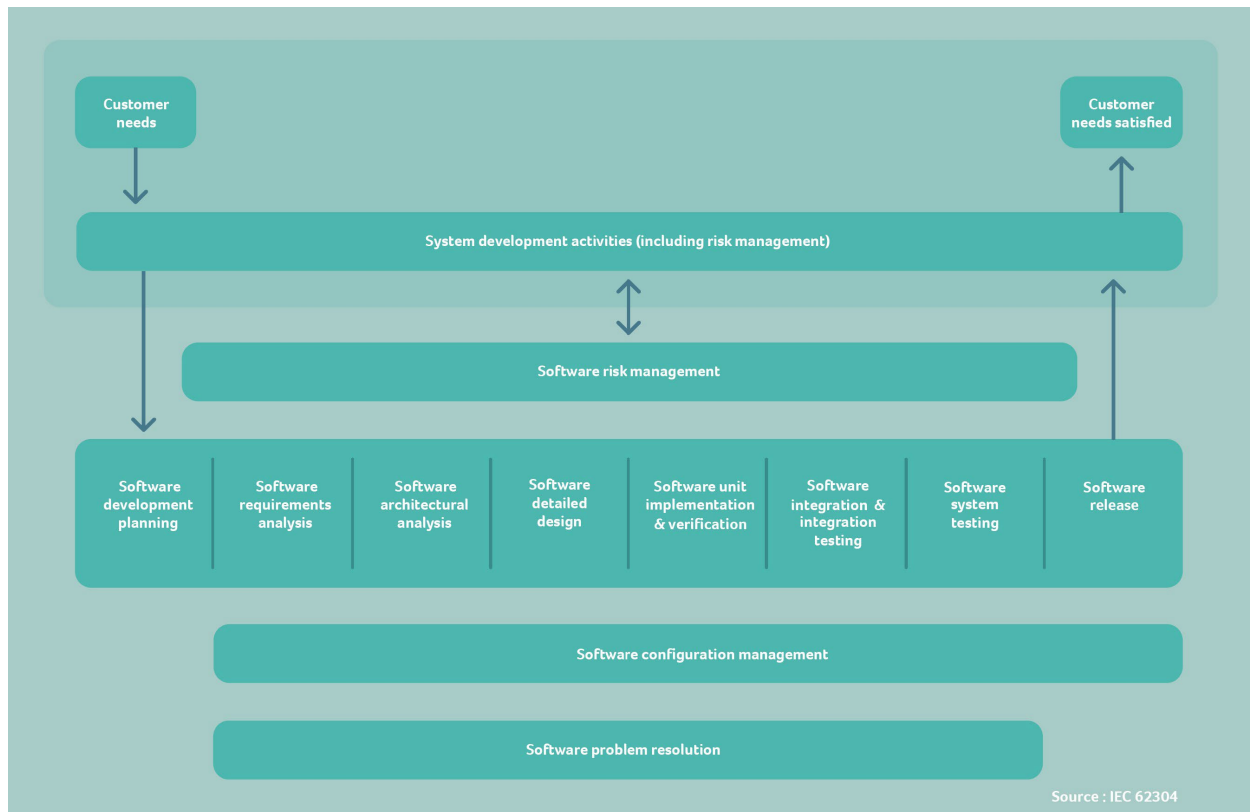 Customer
needs
Customer
needs satisfied
System development activities (including risk management)
Software risk management
Software
development
planning
Software
requirements
analysis
Software
architectural
analysis
Software
detailed
design
Software unit
implementation
& verification
Software
integration &
integration
testing
Software
system
testing
Software
release
Software configuration management
Software problem resolution
Source : IEC 62304